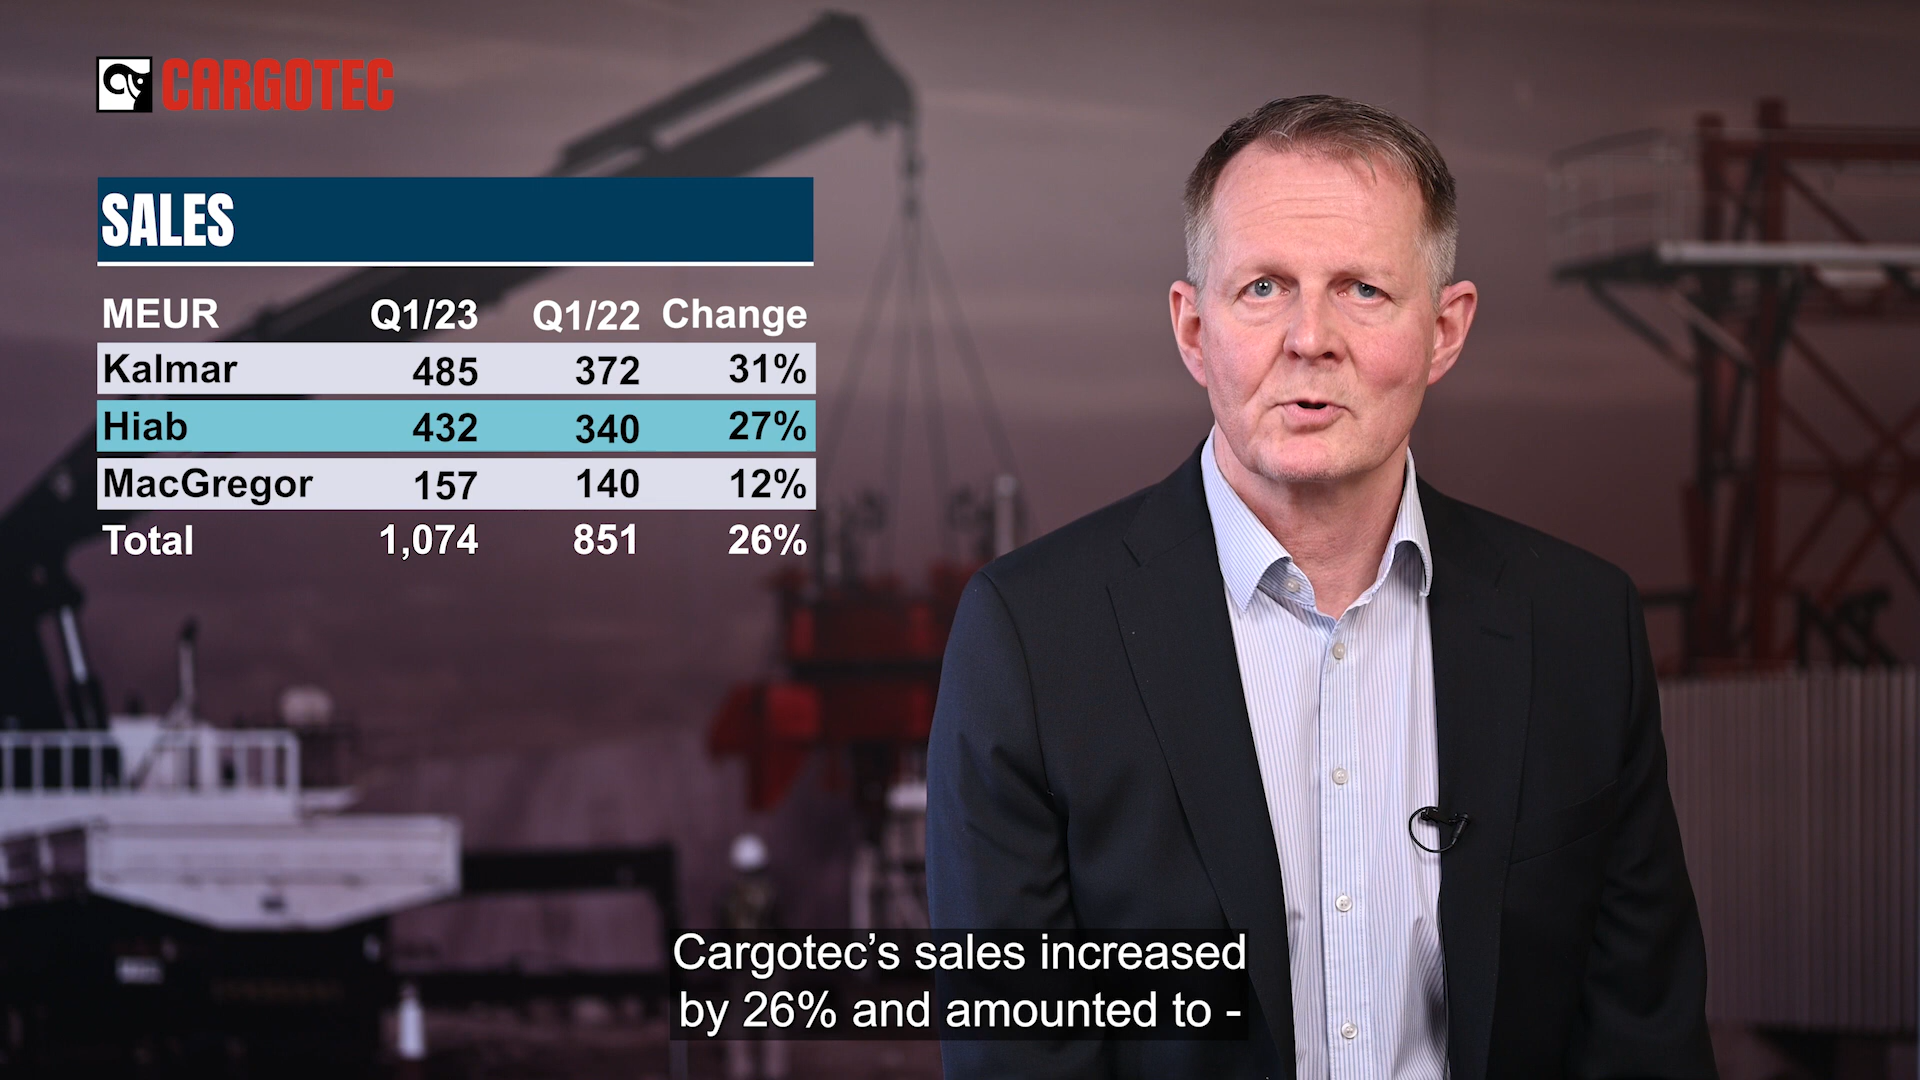 CARGOTEC
SALES
MEUR Q1/23 Q1/22 Change
Kalmar 485 372 31%
Hiab 432 340 27%
MacGregor 157 140 12%
Total 1,074 851 26%
Cargotec’s sales increased
by 26% and amounted to -